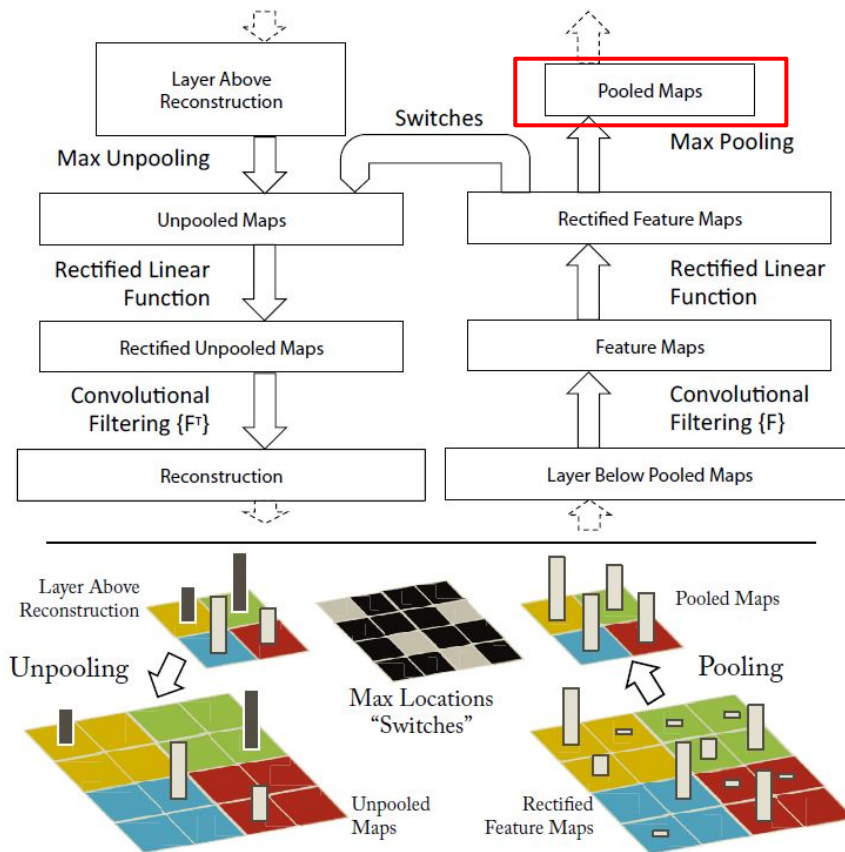 Layer Above
Reconstruction
Pooled Maps
Switches
Max Unpooling
Max Pooling
Unpooled Maps
Rectified Feature Maps
Rectified Linear
Function
Rectified Linear
Function
Rectified Unpooled Maps
Feature Maps
Convolutional
Filtering {Fᵀ}
Convolutional
Filtering {F}
Reconstruction
Layer Below Pooled Maps
Layer Above
Reconstruction
Pooled Maps
Unpooling
Pooling
Max Locations
“Switches”
Unpooled
Maps
Rectified
Feature Maps